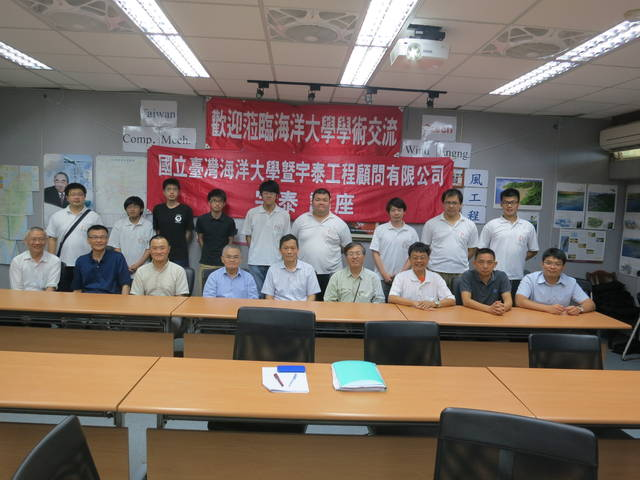 歡迎蒞臨海洋大學學術交流
Taiwan
Comp. Mech.
Wind Engng.
國立臺灣海洋大學暨宇泰工程顧問有限公司
風工程
宇泰 座